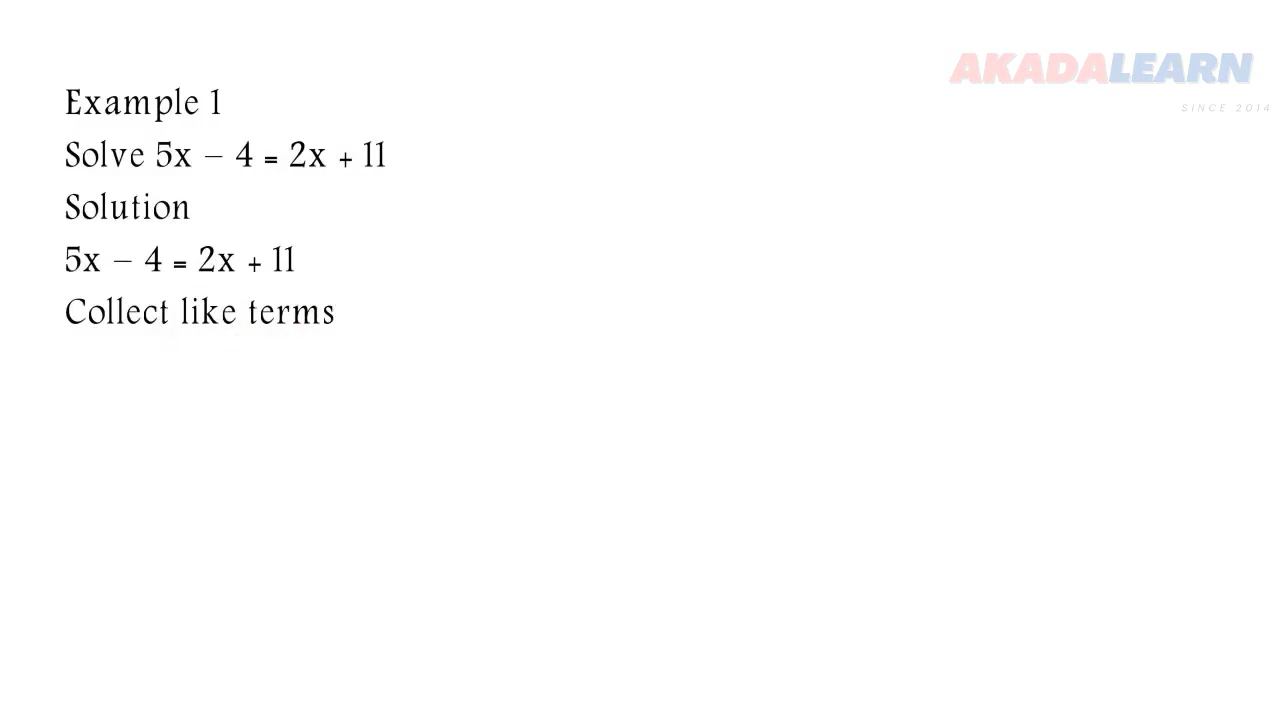 AKADALEARN
SINCE 2014
Example 1
Solve 5x – 4 = 2x + 11
Solution
5x – 4 = 2x + 11
Collect like terms